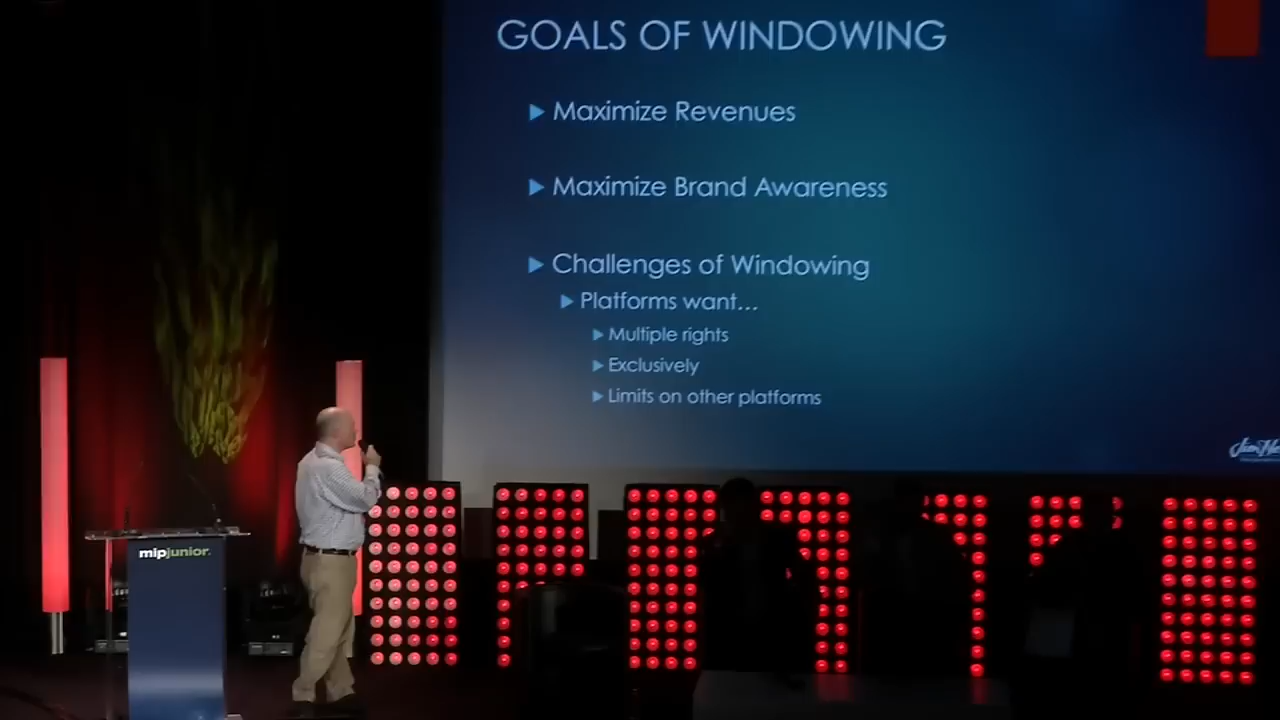 GOALS OF WINDOWING
Maximize Revenues
Maximize Brand Awareness
Challenges of Windowing
Platforms want...
Multiple rights
Exclusively
Limits on other platforms
mipjunior.